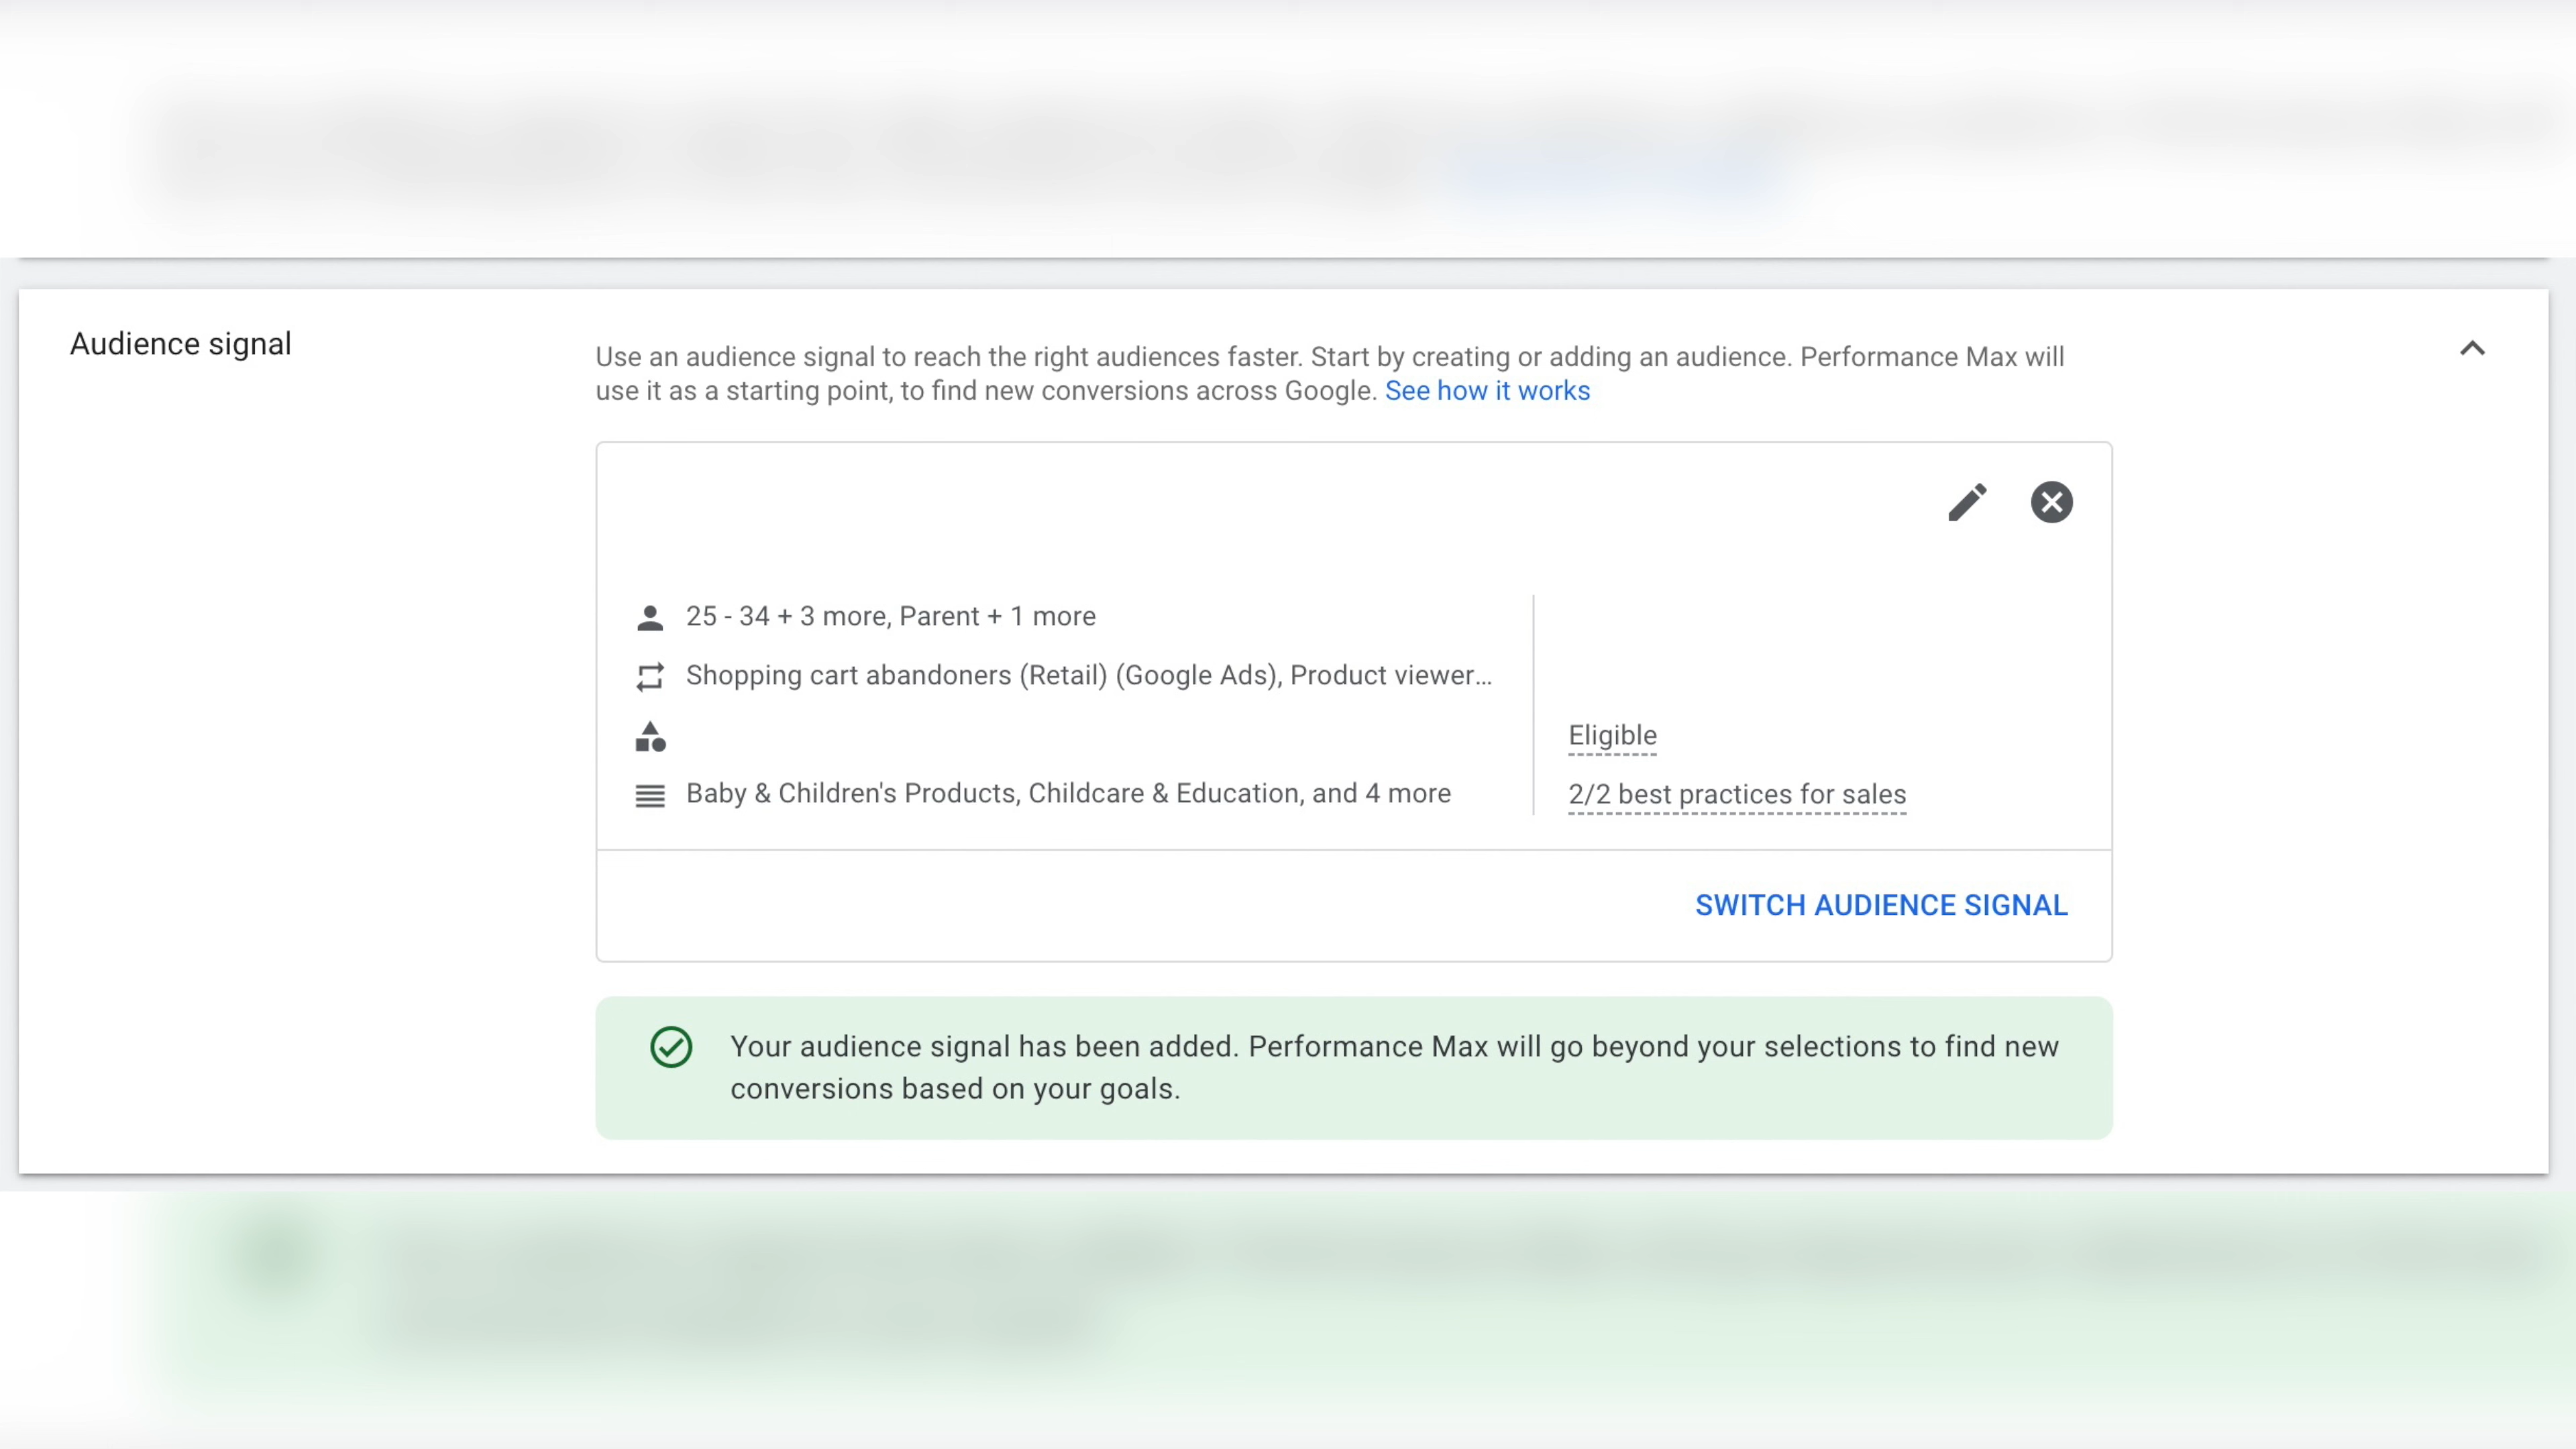 Audience signal
Use an audience signal to reach the right audiences faster. Start by creating or adding an audience. Performance Max will
use it as a starting point, to find new conversions across Google. See how it works
25 - 34 + 3 more, Parent + 1 more
Shopping cart abandoners (Retail) (Google Ads), Product viewer...
Eligible
Baby & Children's Products, Childcare & Education, and 4 more
2/2 best practices for sales
SWITCH AUDIENCE SIGNAL
Your audience signal has been added. Performance Max will go beyond your selections to find new
conversions based on your goals.